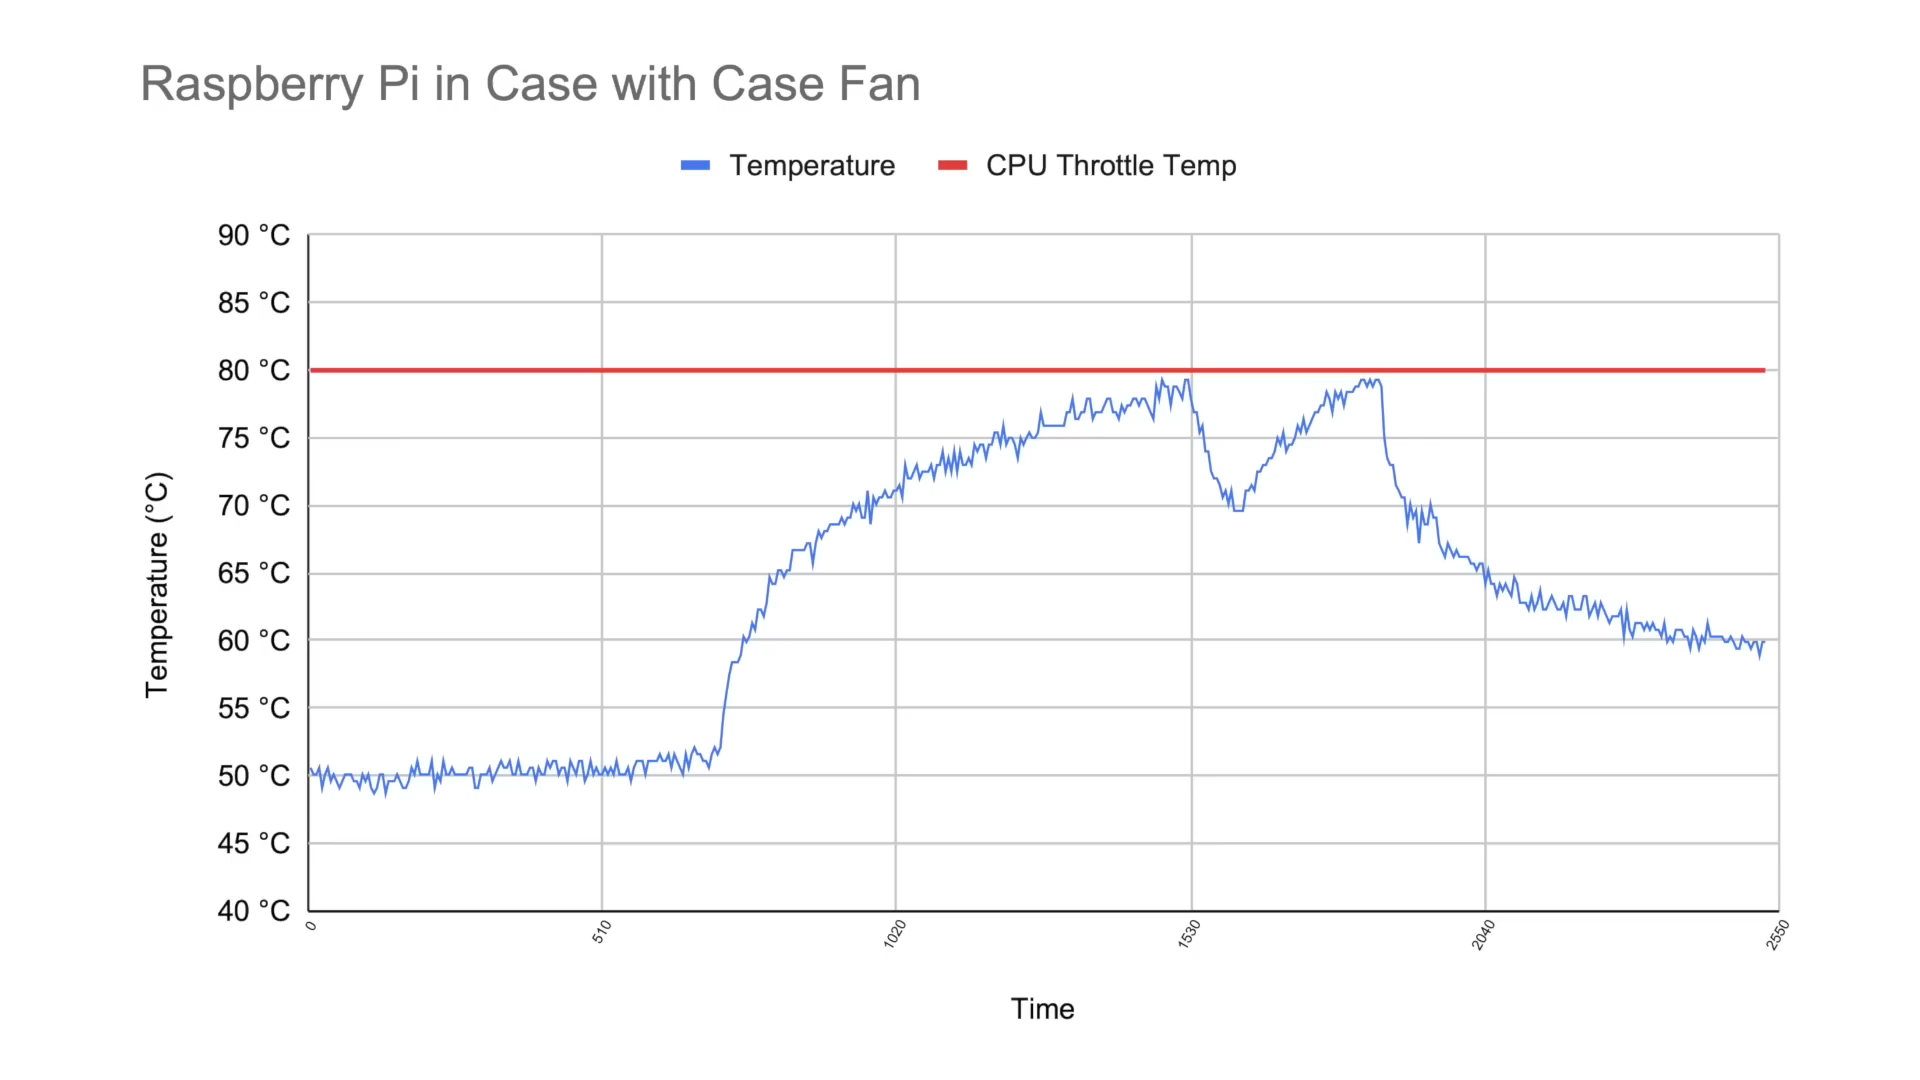 Raspberry Pi in Case with Case Fan
Temperature
CPU Throttle Temp
90 °C
85 °C
80 °C
75 °C
70 °C
65 °C
60 °C
55 °C
50 °C
45 °C
40 °C
Temperature (°C)
0
510
1020
1530
2040
2550
Time